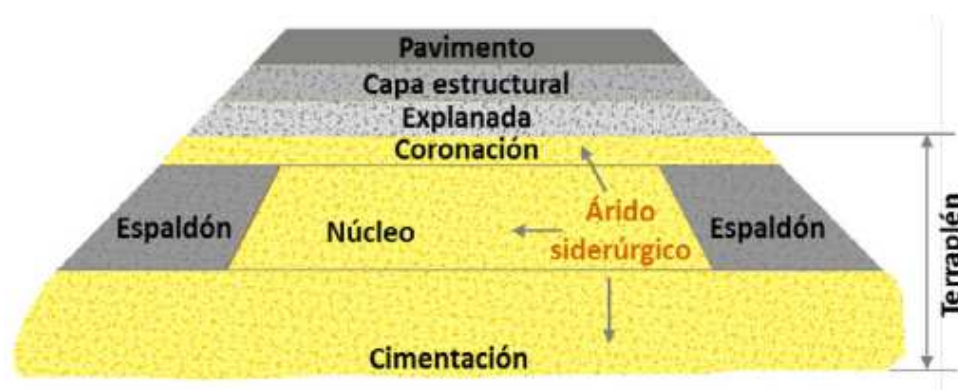 Pavimento
Capa estructural
Explanada
Coronación
Espaldón
Núcleo
Árido
siderúrgico
Espaldón
Cimentación
Terraplén